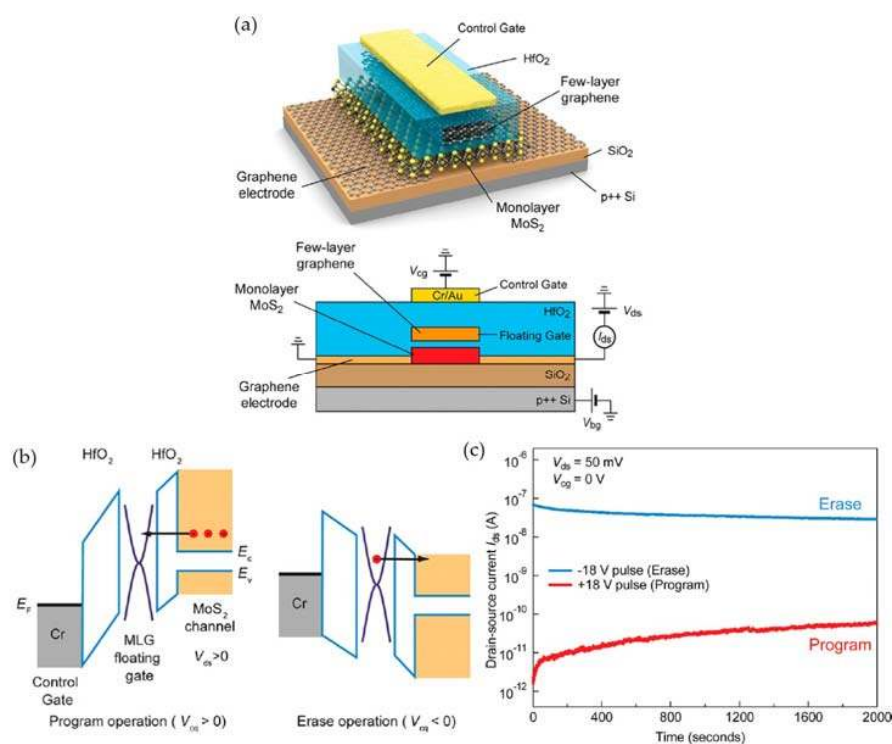 (a)
Control Gate
HfO2
Few-layer
graphene
SiO2
p++ Si
Graphene
electrode
Monolayer
MoS2
Few-layer
graphene
Vcg
Control Gate
Monolayer
MoS2
Cr/Au
HfO2
Vds
Floating Gate
Ids
Graphene
electrode
SiO2
p++ Si
Vbg
(b)
HfO2 HfO2
Ec
Ev
EF
Cr
MLG
floating
gate
MoS2
channel
Vds>0
Control
Gate
Program operation ( Vcg > 0)
Cr
Erase operation ( Vcg < 0)
(c)
Drain-source current Ids (A)
10-6
10-7
10-8
10-9
10-10
10-11
10-12
Vds = 50 mV
Vcg = 0 V
Erase
-18 V pulse (Erase)
+18 V pulse (Program)
Program
0 400 800 1200 1600 2000
Time (seconds)